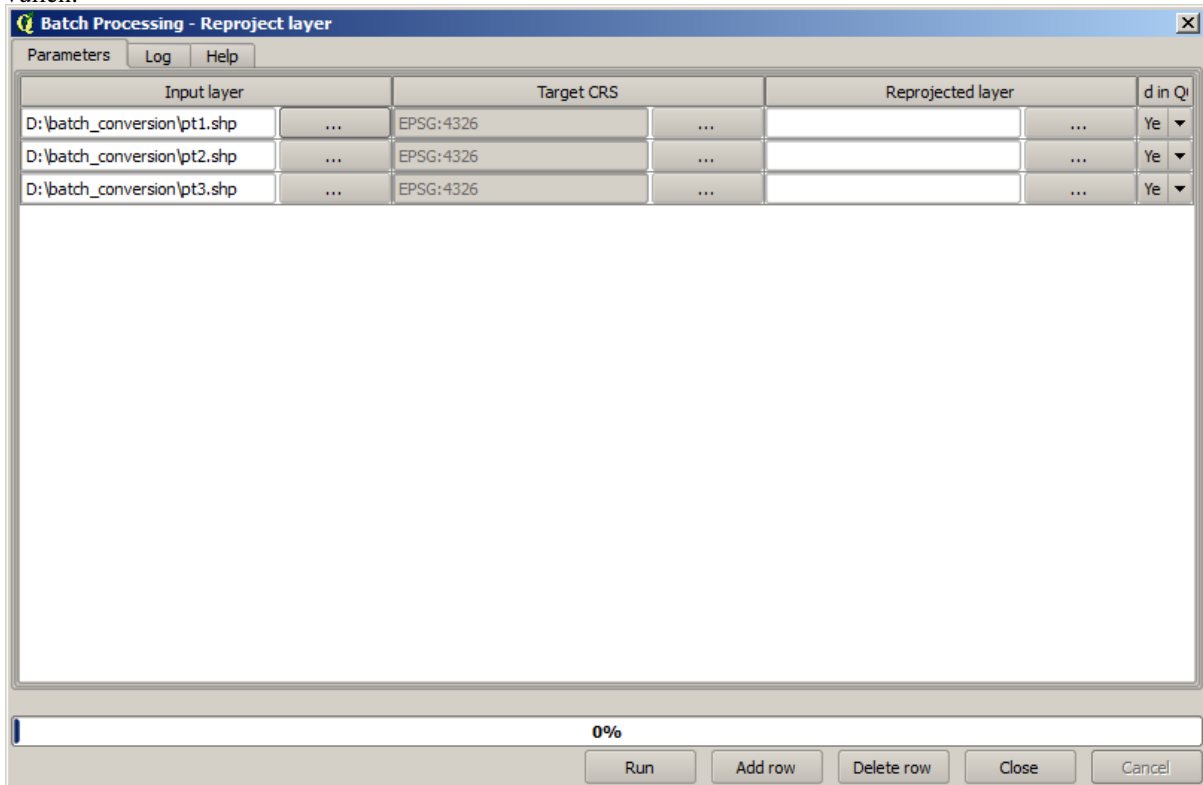 Batch Processing - Reproject layer
Parameters Log Help
Input layer Target CRS Reprojected layer d in Q
D:\batch_conversion\pt1.shp ... EPSG:4326 ... ... Ye
D:\batch_conversion\pt2.shp ... EPSG:4326 ... ... Ye
D:\batch_conversion\pt3.shp ... EPSG:4326 ... ... Ye
0%
Run Add row Delete row Close Cancel